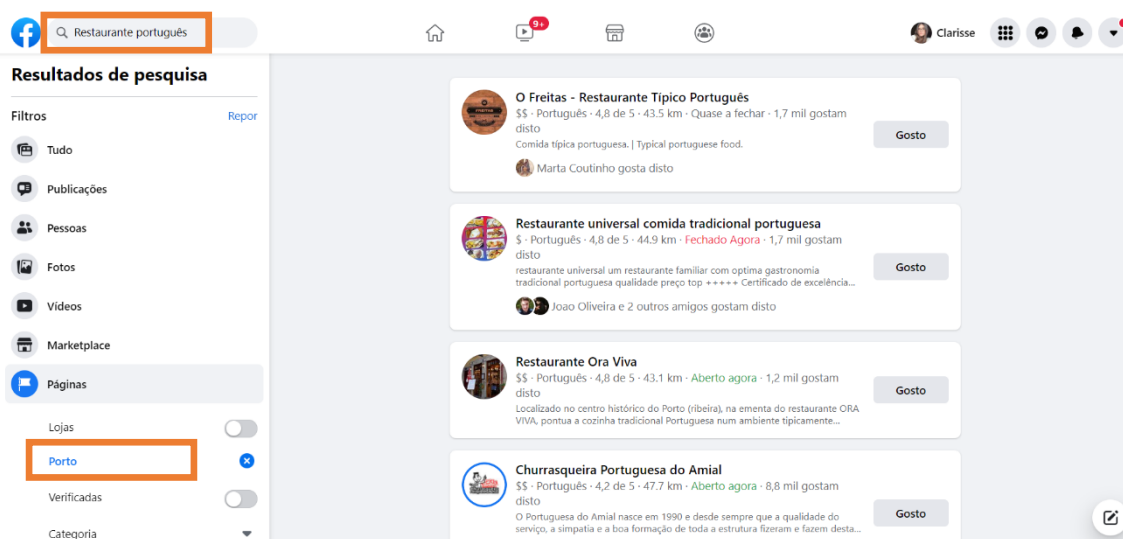 Restaurante português
9+
Clarisse
Resultados de pesquisa
Filtros
Repor
Tudo
Publicações
Pessoas
Fotos
Vídeos
Marketplace
Páginas
Lojas
Porto
Verificadas
Categoria
O Freitas - Restaurante Típico Português
$$ · Português · 4,8 de 5 · 43.5 km · Quase a fechar · 1,7 mil gostam
disto
Comida típica portuguesa. | Typical portuguese food.
Marta Coutinho gosta disto
Gosto
Restaurante universal comida tradicional portuguesa
$ · Português · 4,8 de 5 · 44.9 km · Fechado Agora · 1,7 mil gostam
disto
restaurante universal um restaurante familiar com optima gastronomia
tradicional portuguesa qualidade preço top +++++ Certificado de excelência...
Joao Oliveira e 2 outros amigos gostam disto
Gosto
Restaurante Ora Viva
$$ · Português · 4,8 de 5 · 43.1 km · Aberto agora · 1,2 mil gostam
disto
Localizado no centro histórico do Porto (ribeira), na ementa do restaurante ORA
VIVA, pontua a cozinha tradicional Portuguesa num ambiente tipicamente...
Gosto
Churrasqueira Portuguesa do Amial
$$ · Português · 4,2 de 5 · 47.7 km · Aberto agora · 8,8 mil gostam
disto
O Portuguesa do Amial nasce em 1990 e desde sempre que a qualidade do
serviço, a simpatia e a boa formação de toda a estrutura fizeram e fazem desta...
Gosto